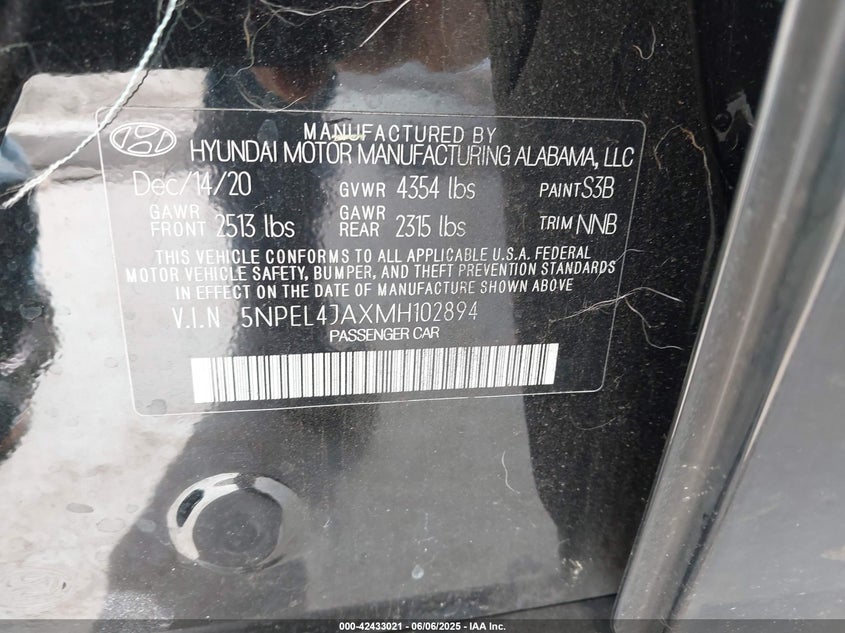 MANUFACTURED BY
HYUNDAI MOTOR MANUFACTURING ALABAMA, LLC
Dec/14/20 GVWR 4354 lbs PAINT S3B
GAWR FRONT 2513 lbs GAWR REAR 2315 lbs TRIM NNB
THIS VEHICLE CONFORMS TO ALL APPLICABLE U.S.A. FEDERAL
MOTOR VEHICLE SAFETY, BUMPER, AND THEFT PREVENTION STANDARDS
IN EFFECT ON THE DATE OF MANUFACTURE SHOWN ABOVE
V.I.N 5NPEL4JAXMH102894
PASSENGER CAR
000-42433021 - 06/06/2025 - IAA Inc.